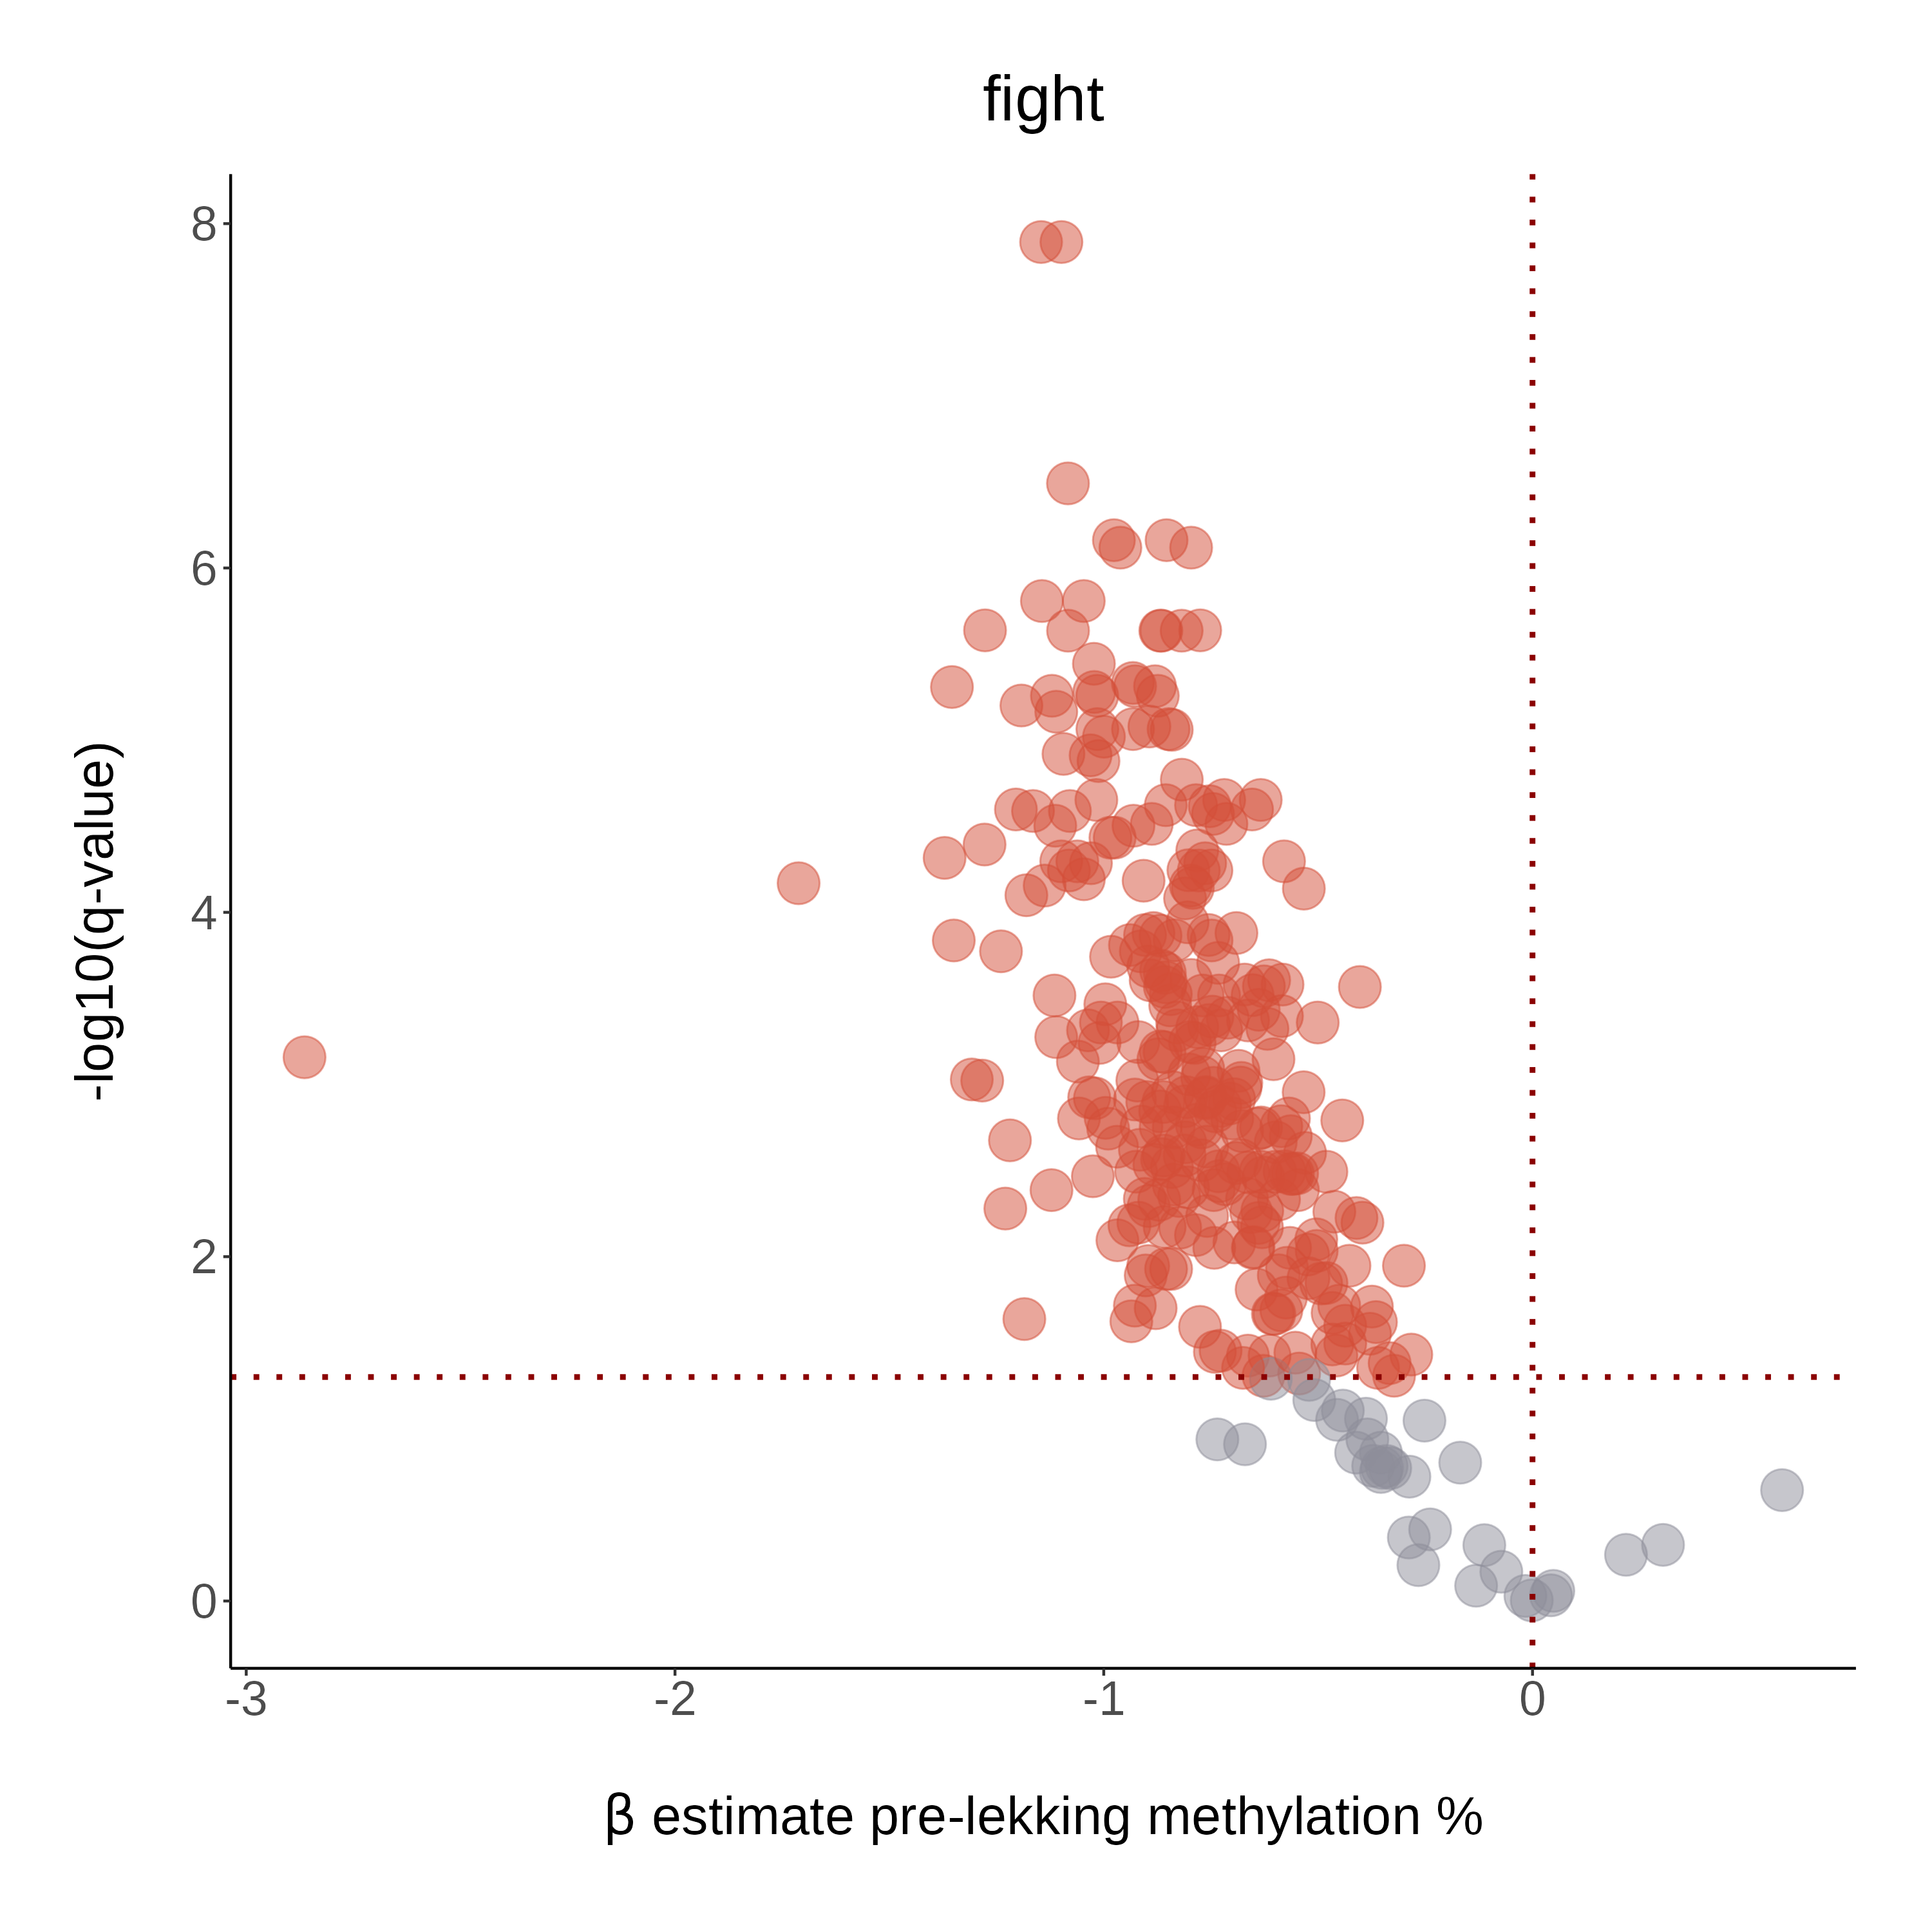 fight
8
6
4
2
0
-log10(q-value)
-3 -2 -1 0
β estimate pre-lekking methylation %